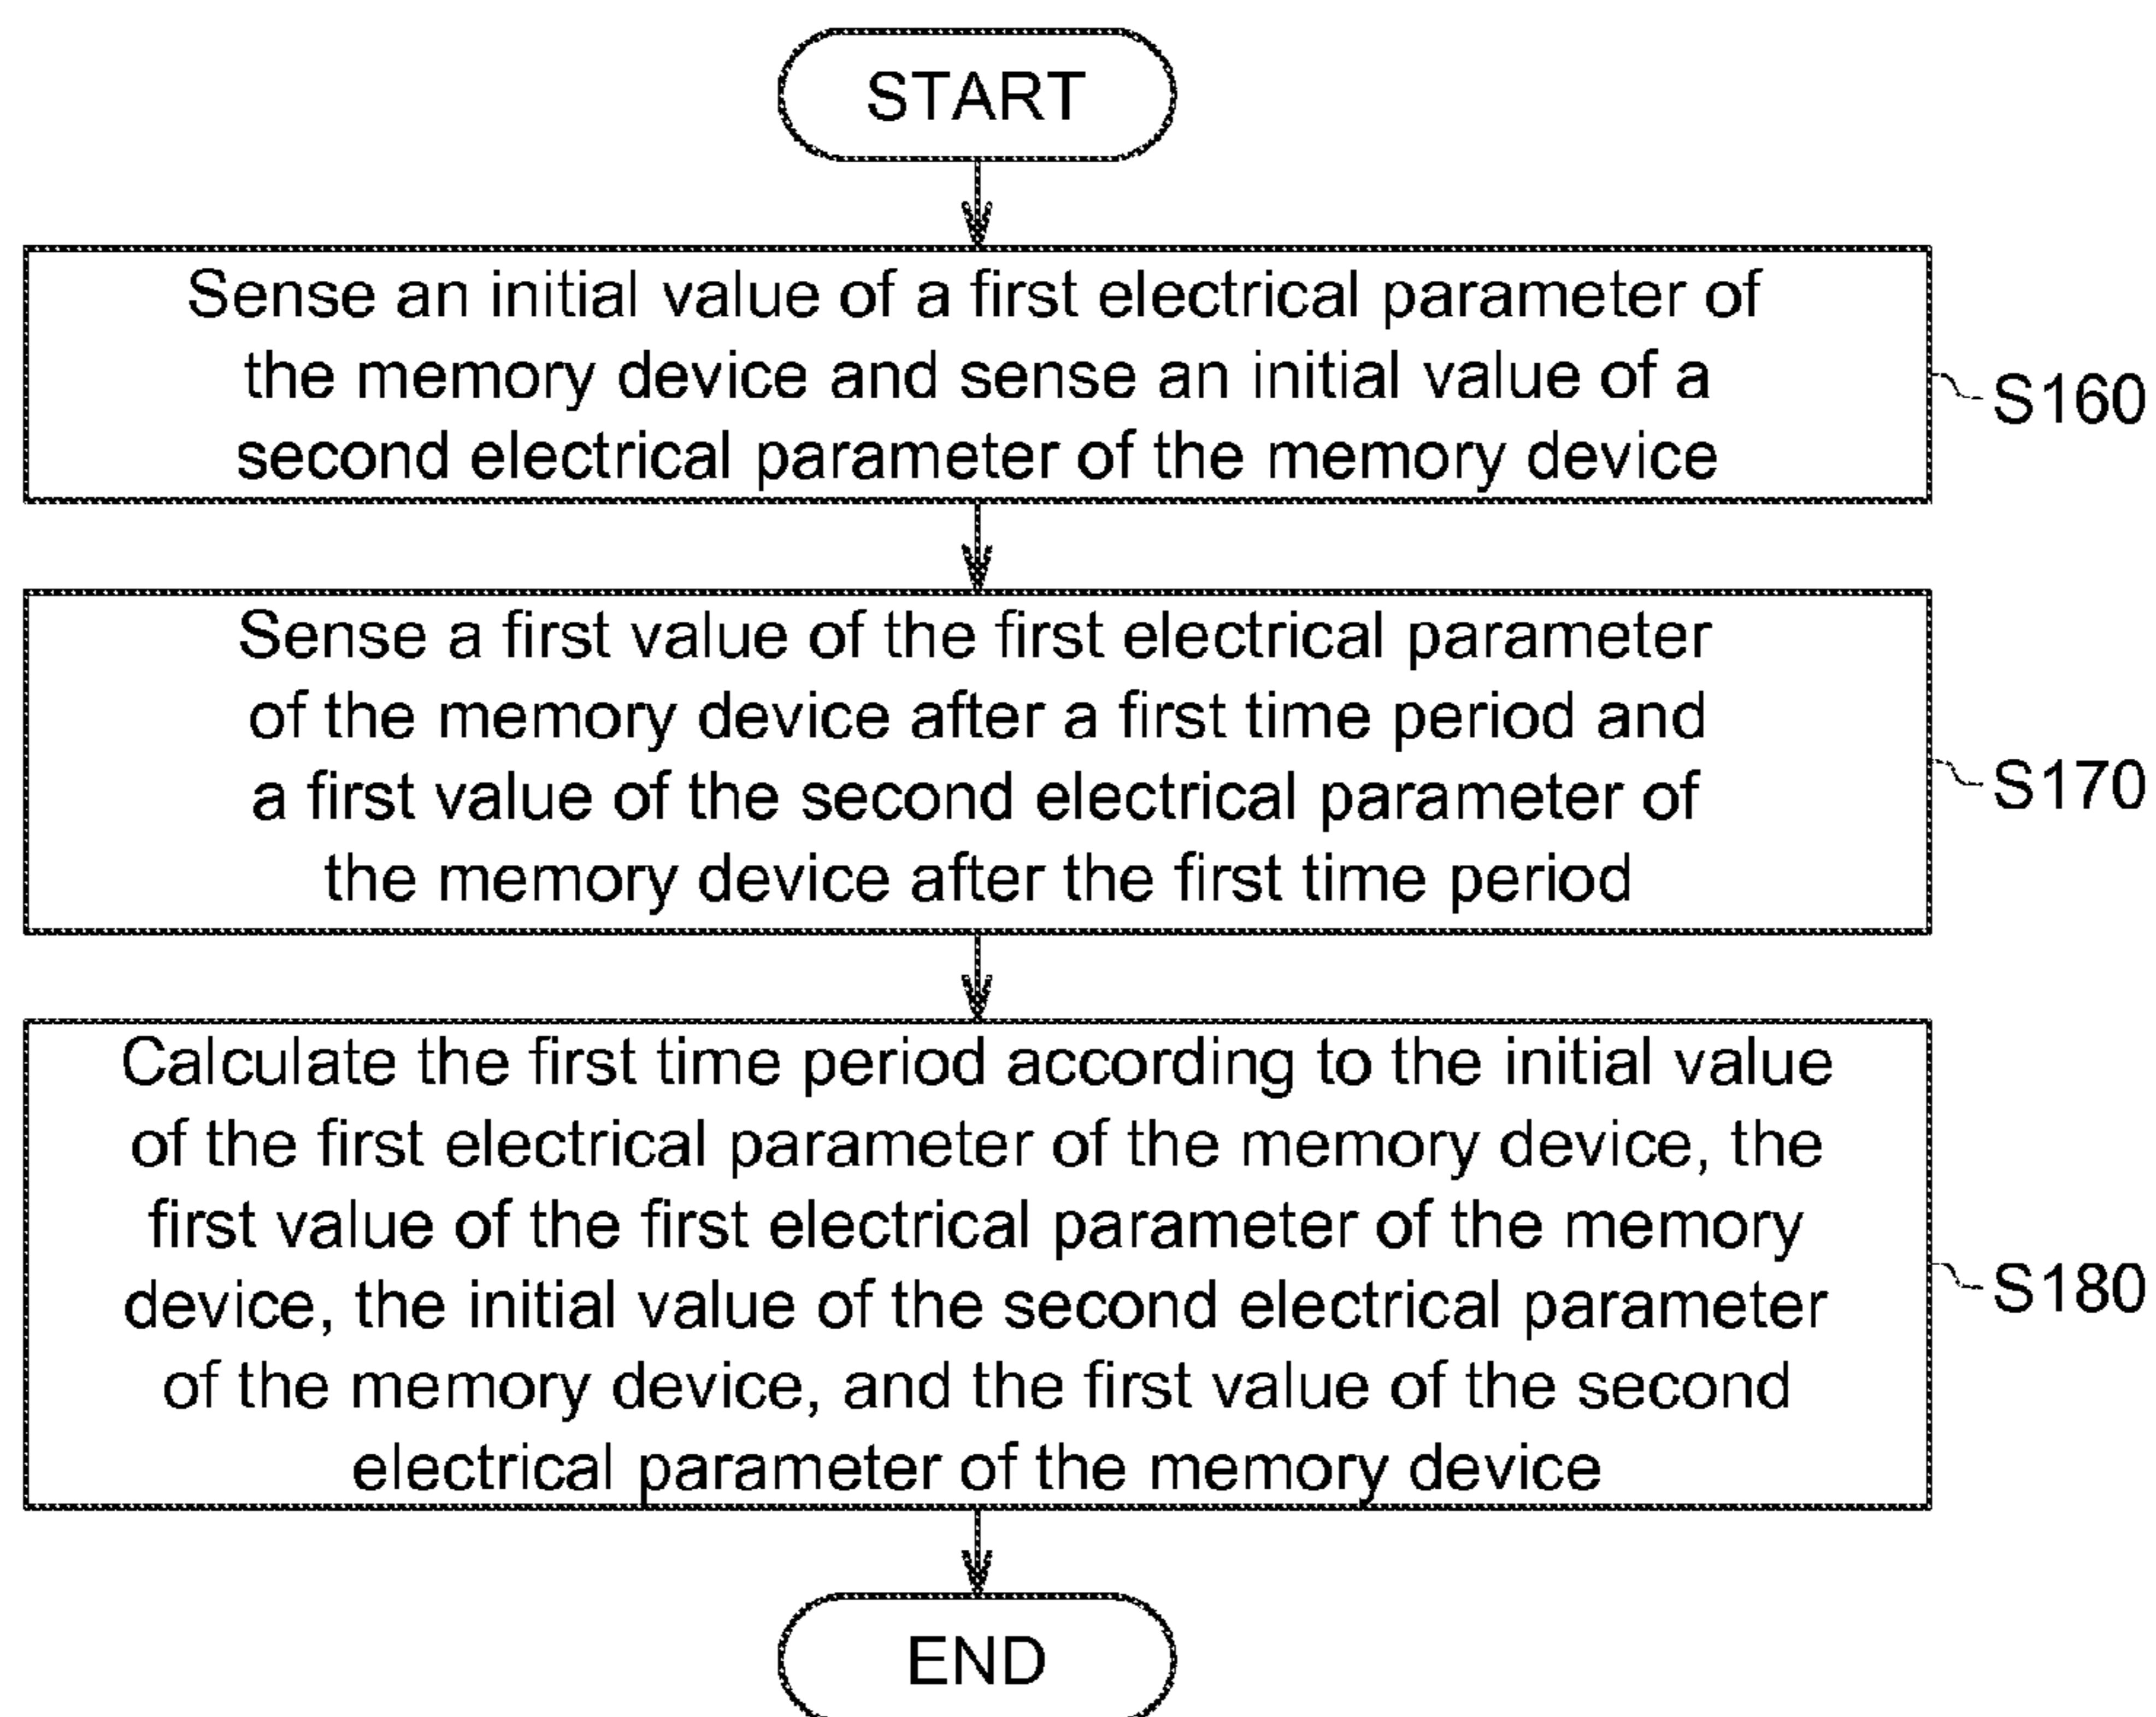 START
Sense an initial value of a first electrical parameter of
the memory device and sense an initial value of a
second electrical parameter of the memory device
S160
Sense a first value of the first electrical parameter
of the memory device after a first time period and
a first value of the second electrical parameter of
the memory device after the first time period
S170
Calculate the first time period according to the initial value
of the first electrical parameter of the memory device, the
first value of the first electrical parameter of the memory
device, the initial value of the second electrical parameter
of the memory device, and the first value of the second
electrical parameter of the memory device
S180
END